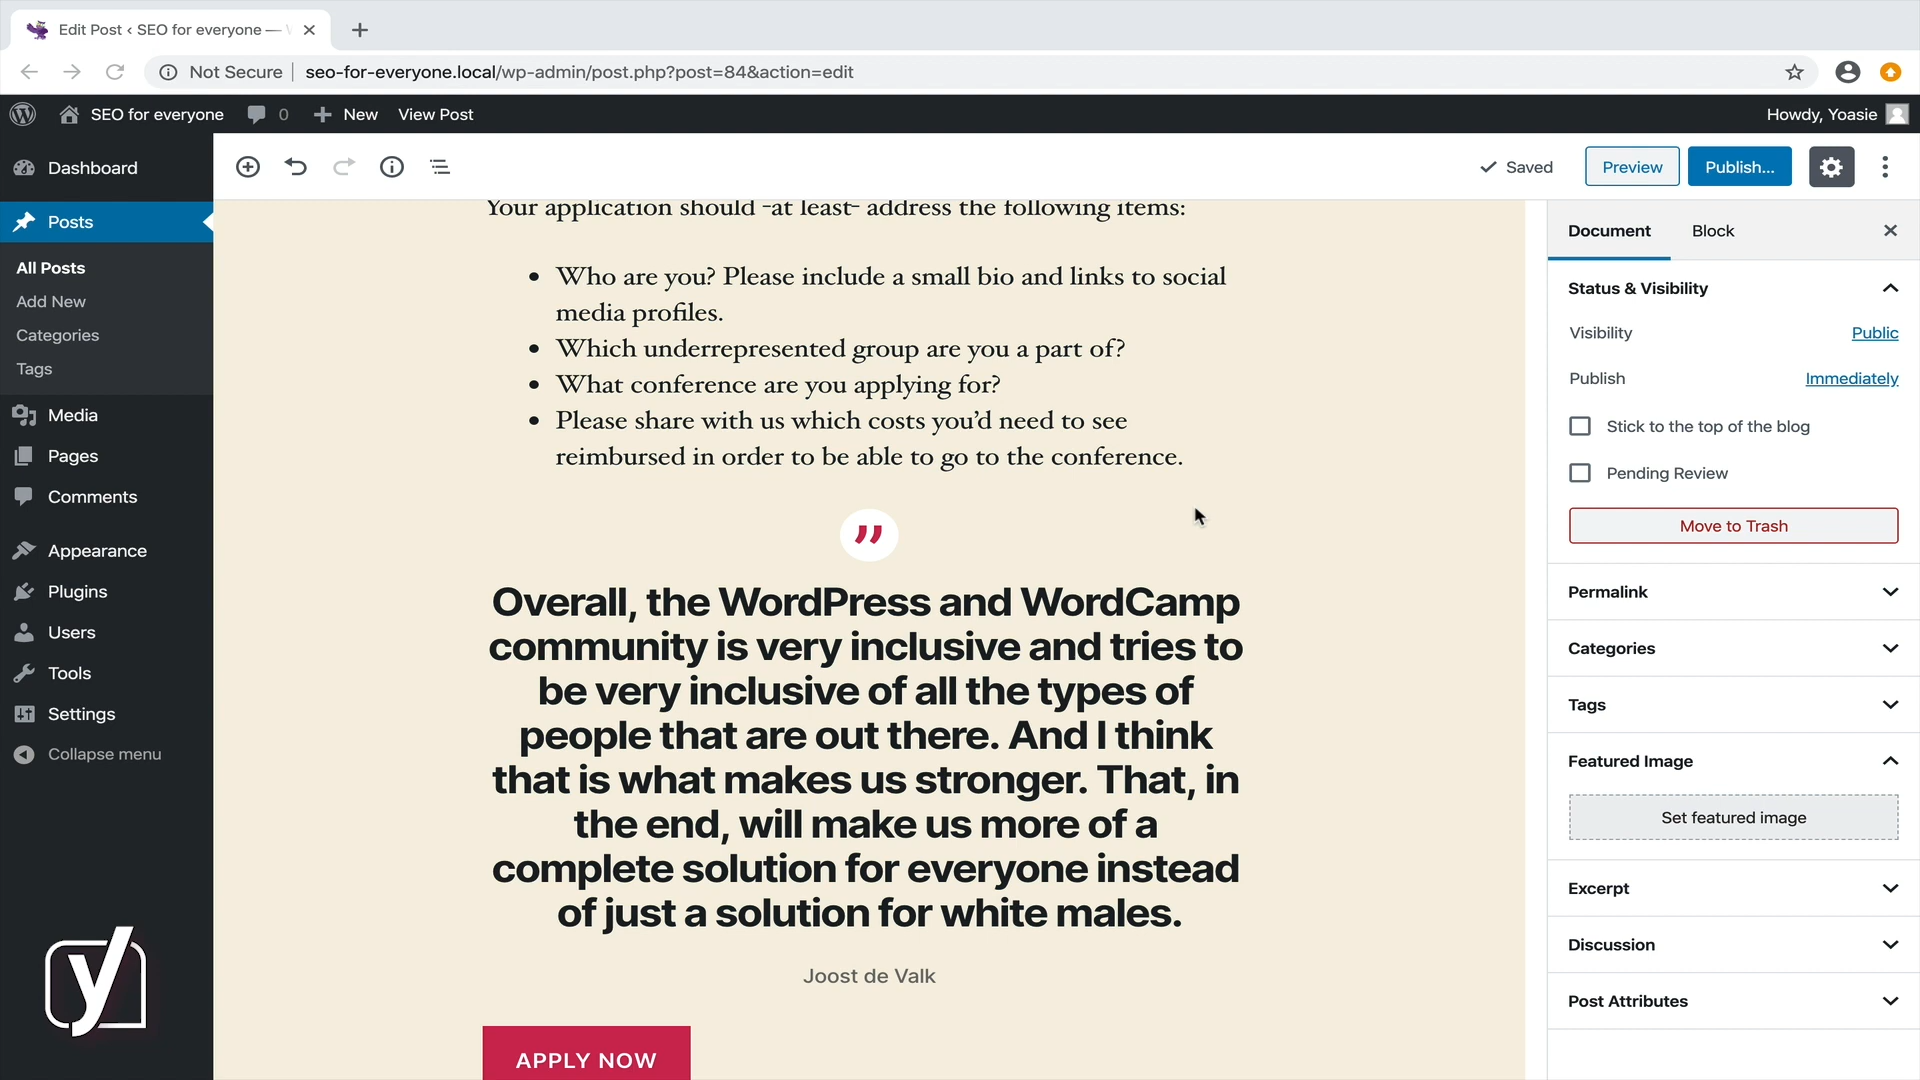 Edit Post ‹ SEO for everyone —
Not Secure
seo-for-everyone.local/wp-admin/post.php?post=84&action=edit
SEO for everyone
0
New
View Post
Howdy, Yoasie
Dashboard
Posts
All Posts
Add New
Categories
Tags
Media
Pages
Comments
Appearance
Plugins
Users
Tools
Settings
Collapse menu
y
Saved
Preview
Publish...
Your application should -at least- address the following items:
• Who are you? Please include a small bio and links to social
media profiles.
• Which underrepresented group are you a part of?
• What conference are you applying for?
• Please share with us which costs you’d need to see
reimbursed in order to be able to go to the conference.
”
Overall, the WordPress and WordCamp
community is very inclusive and tries to
be very inclusive of all the types of
people that are out there. And I think
that is what makes us stronger. That, in
the end, will make us more of a
complete solution for everyone instead
of just a solution for white males.
Joost de Valk
APPLY NOW
Document
Block
Status & Visibility
Visibility
Public
Publish
Immediately
Stick to the top of the blog
Pending Review
Move to Trash
Permalink
Categories
Tags
Featured Image
Set featured image
Excerpt
Discussion
Post Attributes